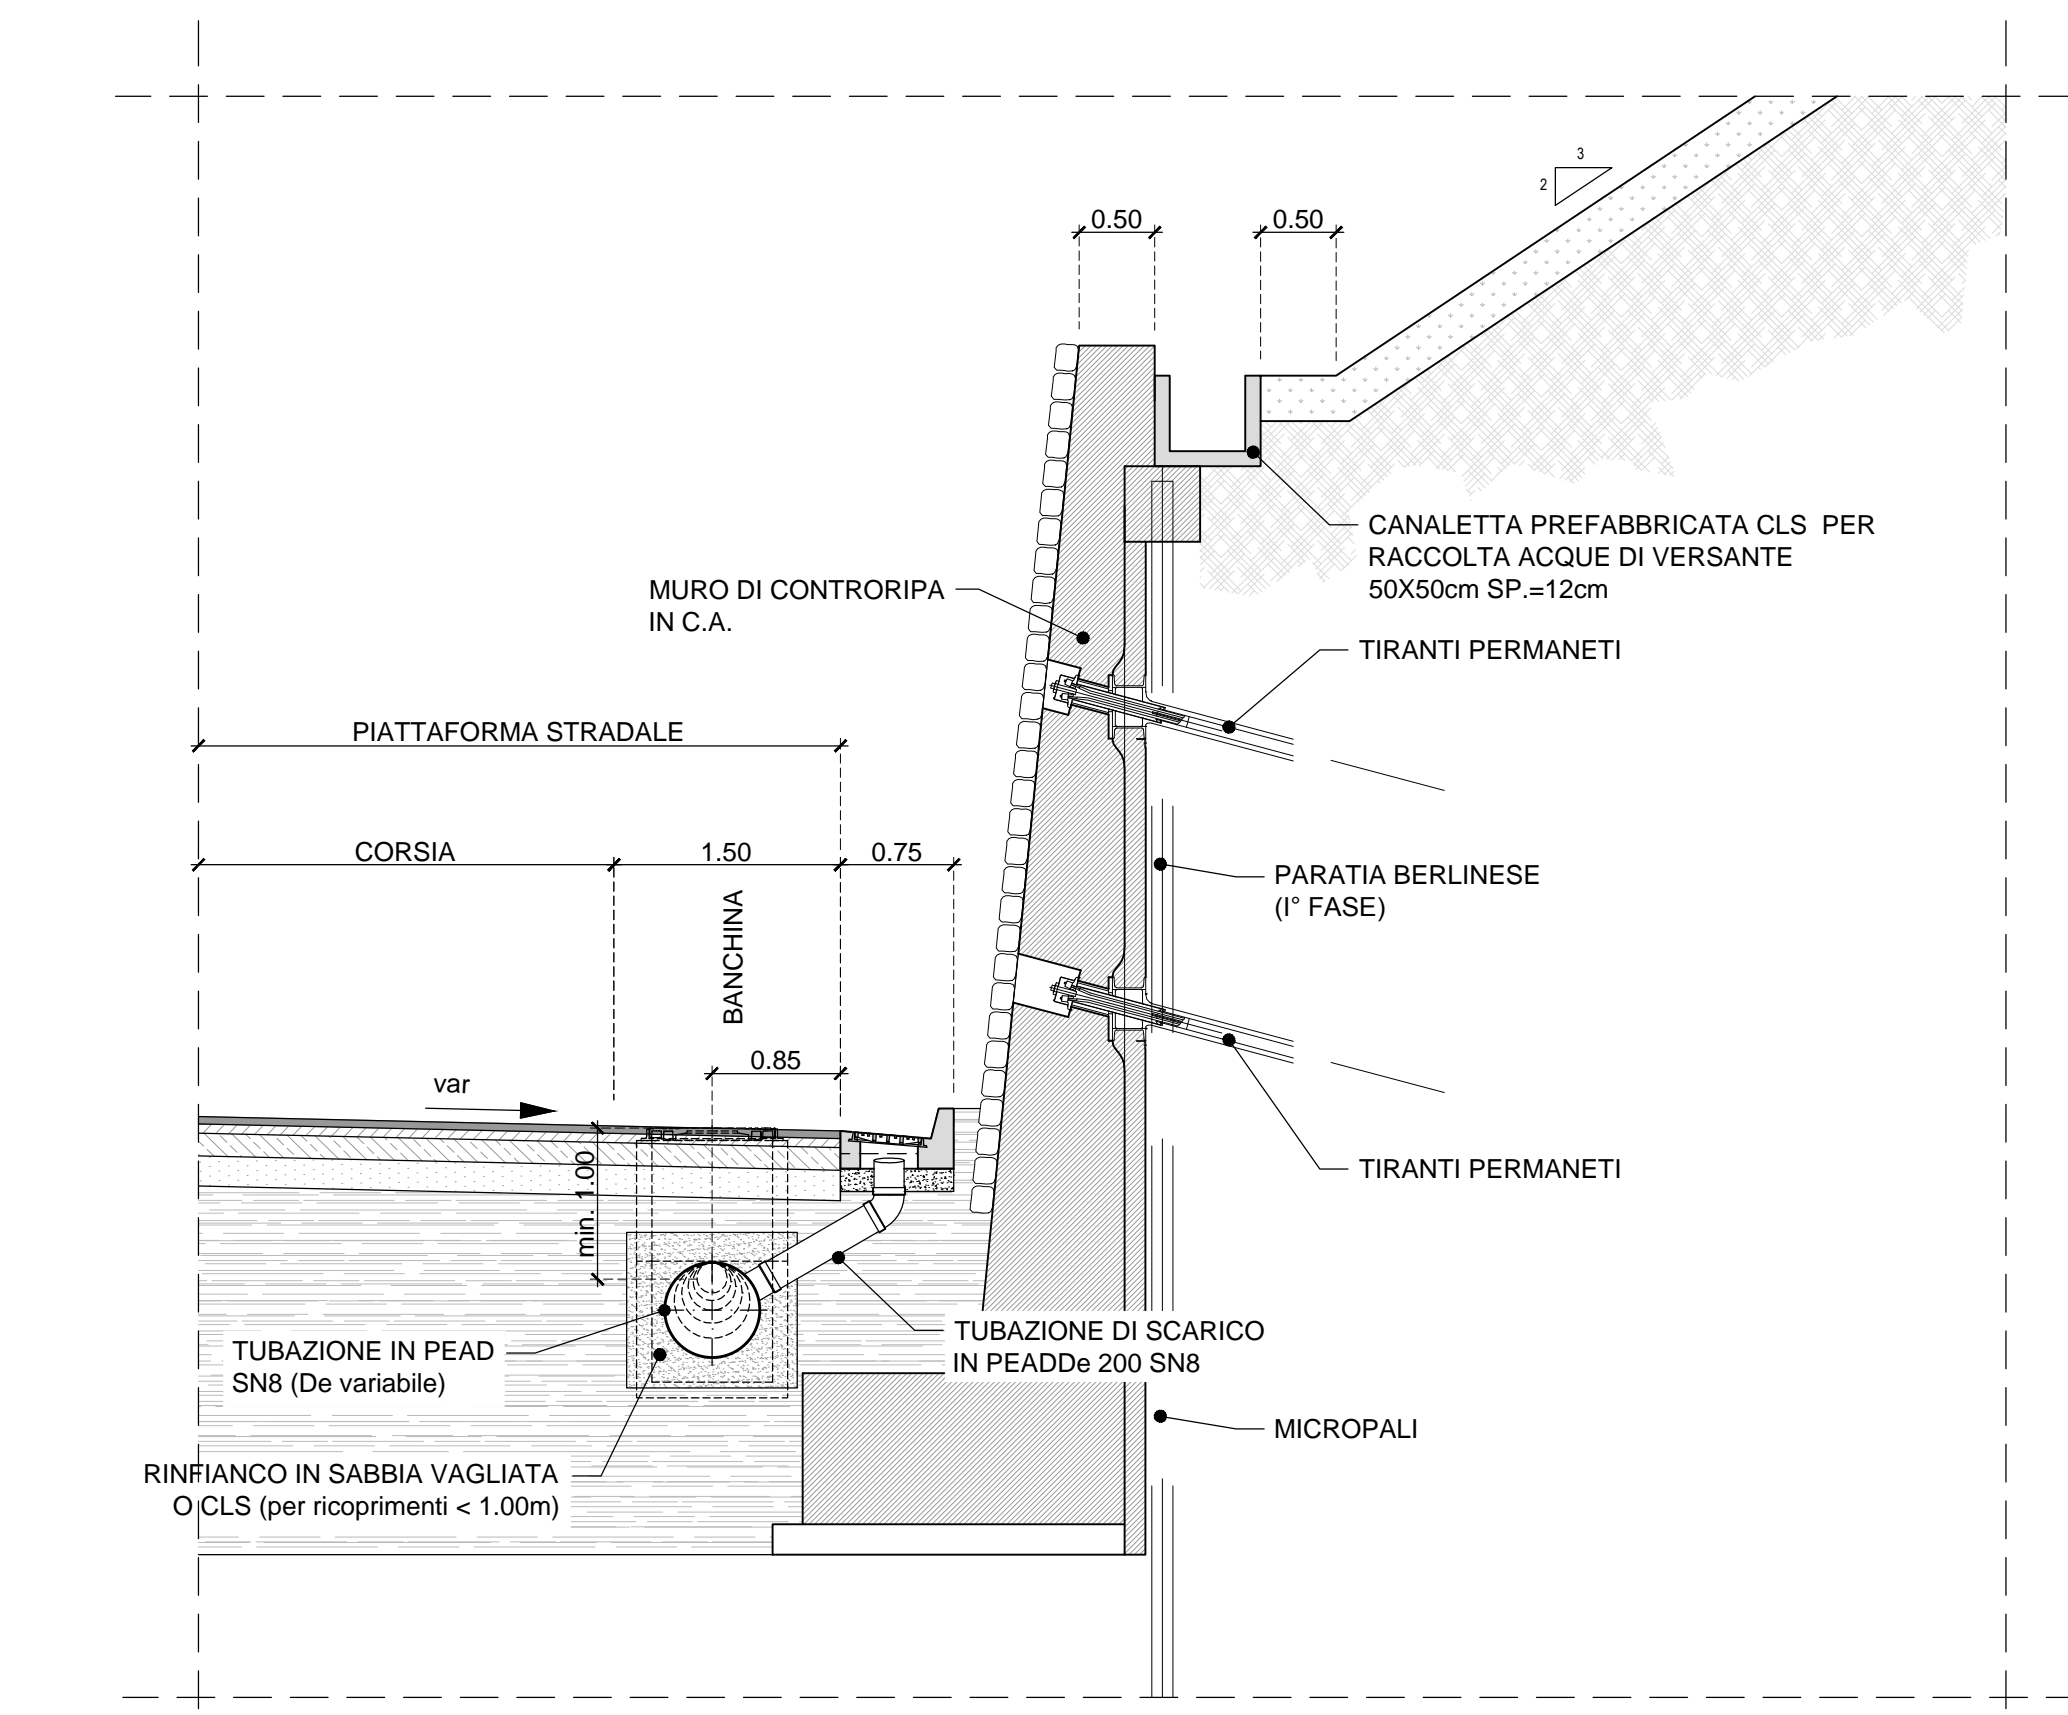 3
2
0.50
0.50
CANALETTA PREFABBRICATA CLS  PER
RACCOLTA ACQUE DI VERSANTE
50X50cm SP.=12cm
MURO DI CONTRORIPA
IN C.A.
TIRANTI PERMANETI
PIATTAFORMA STRADALE
CORSIA
1.50
0.75
PARATIA BERLINESE
(I° FASE)
BANCHINA
0.85
var
min. 1.00
TIRANTI PERMANETI
TUBAZIONE DI SCARICO
IN PEADDe 200 SN8
TUBAZIONE IN PEAD
SN8 (De variabile)
MICROPALI
RINFIANCO IN SABBIA VAGLIATA
O CLS (per ricoprimenti < 1.00m)